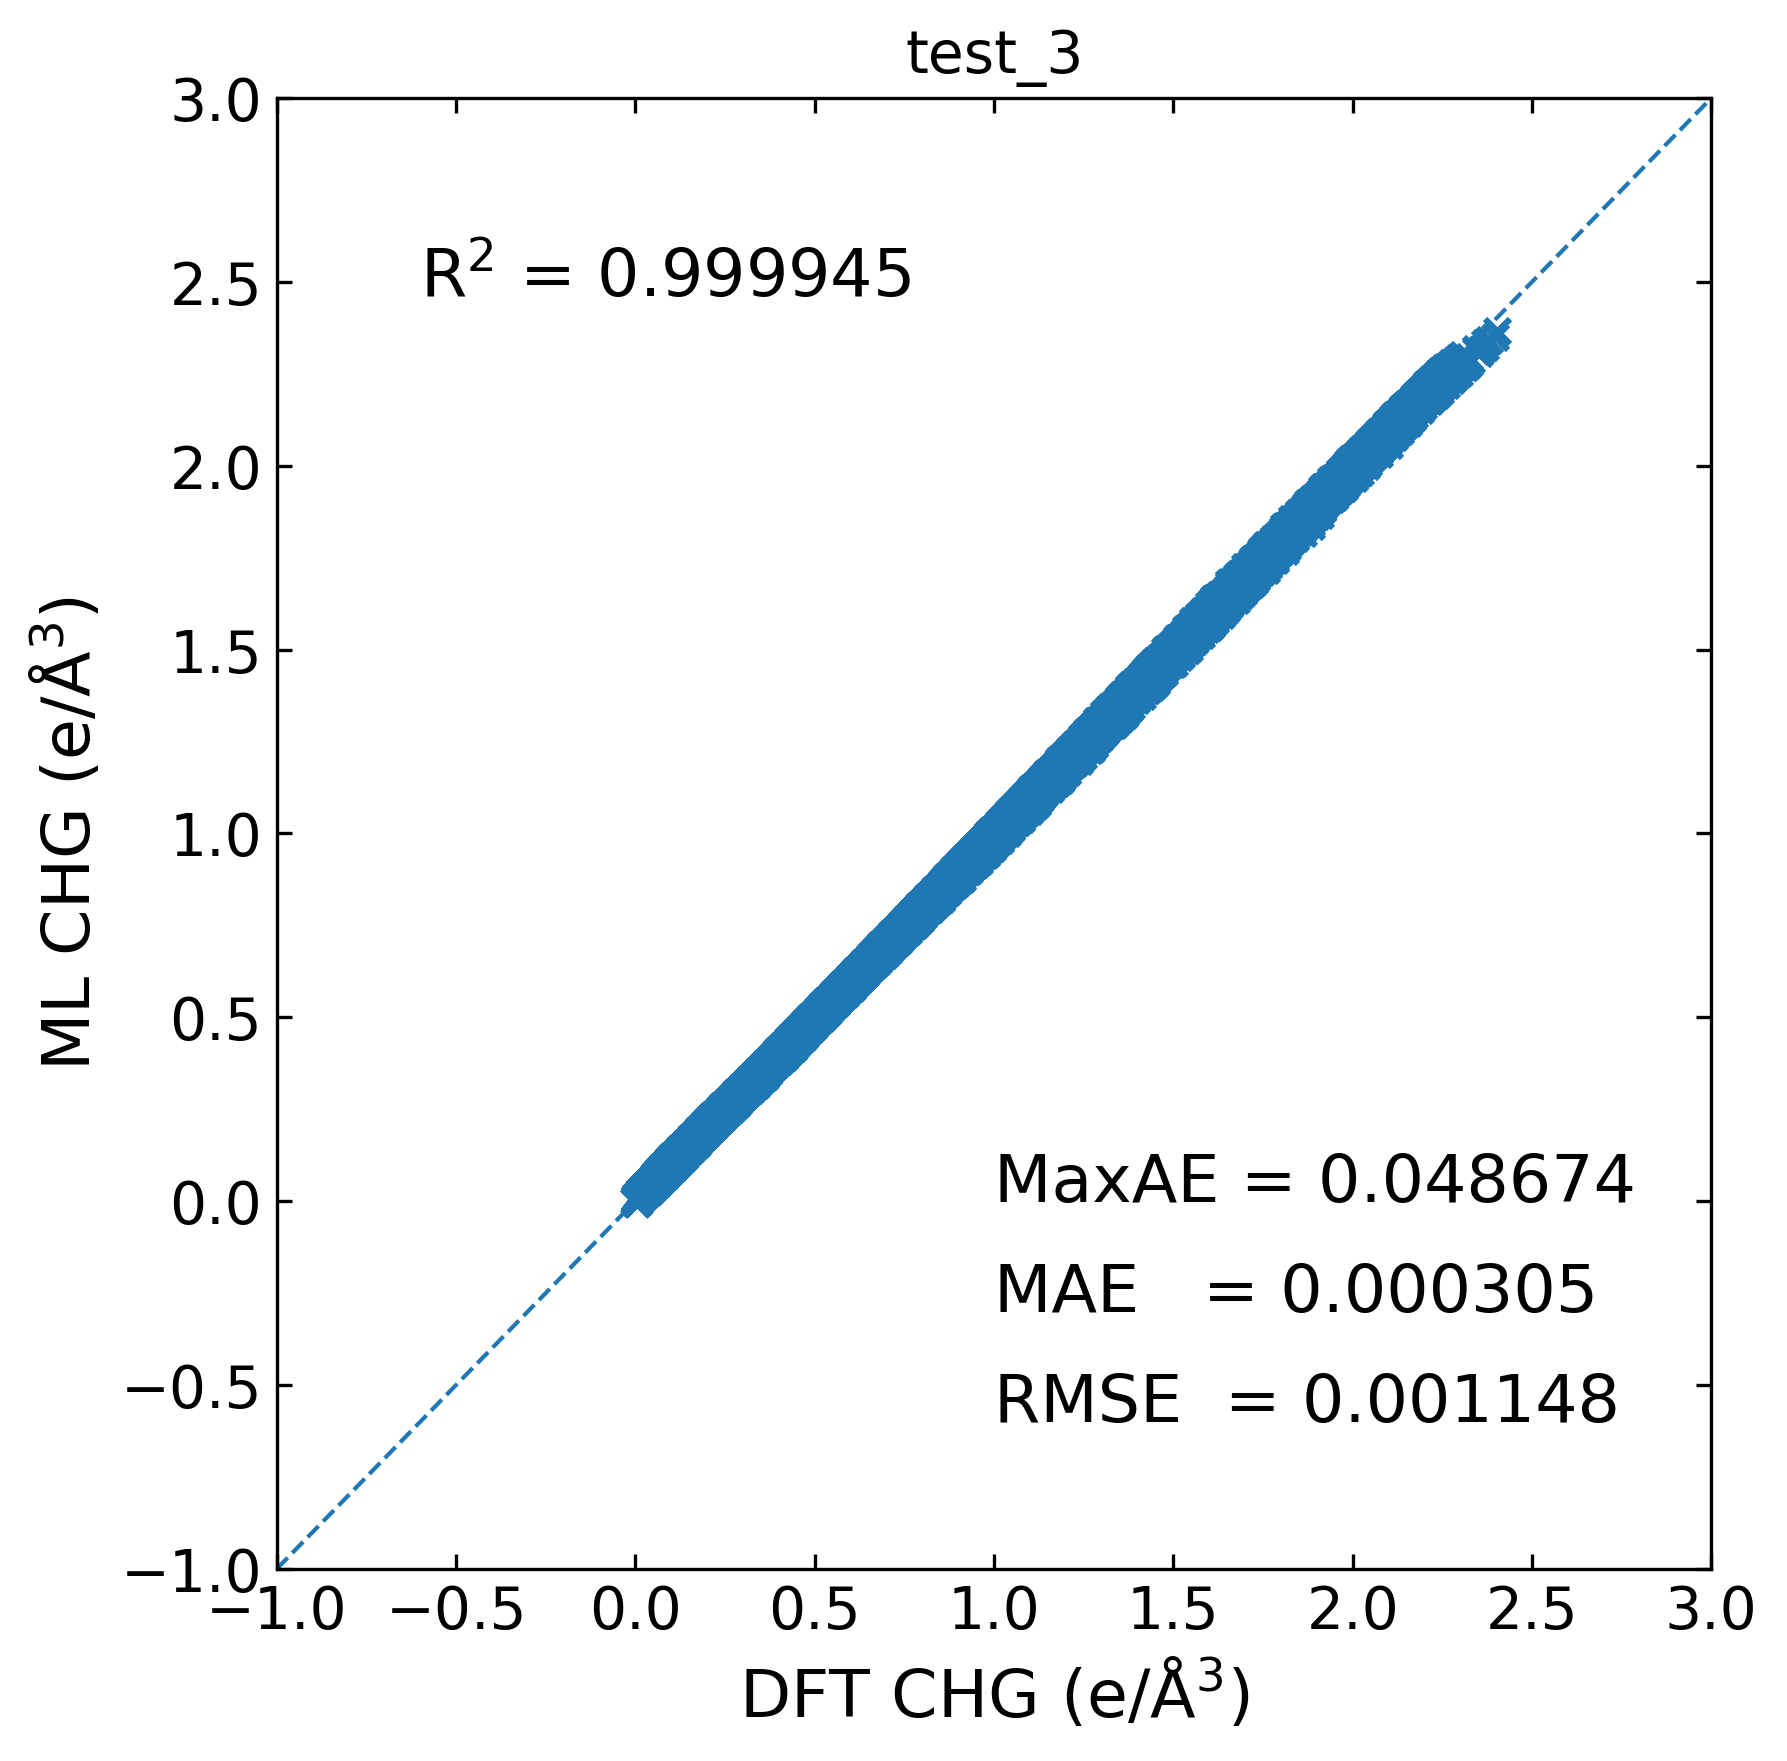 test_3
3.0
2.5
2.0
1.5
1.0
0.5
0.0
−0.5
−1.0
ML CHG (e/Å³)
R² = 0.999945
MaxAE = 0.048674
MAE = 0.000305
RMSE = 0.001148
−1.0 −0.5 0.0 0.5 1.0 1.5 2.0 2.5 3.0
DFT CHG (e/Å³)